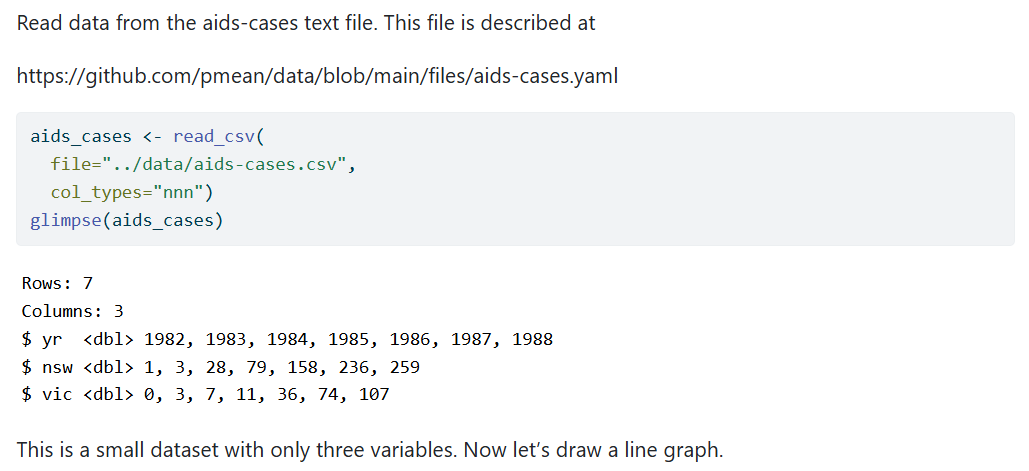 Read data from the aids-cases text file. This file is described at
https://github.com/pmean/data/blob/main/files/aids-cases.yaml
aids_cases <- read_csv(
  file="../data/aids-cases.csv",
  col_types="nnn")
glimpse(aids_cases)
Rows: 7
Columns: 3
$ yr  <dbl> 1982, 1983, 1984, 1985, 1986, 1987, 1988
$ nsw <dbl> 1, 3, 28, 79, 158, 236, 259
$ vic <dbl> 0, 3, 7, 11, 36, 74, 107
This is a small dataset with only three variables. Now let’s draw a line graph.